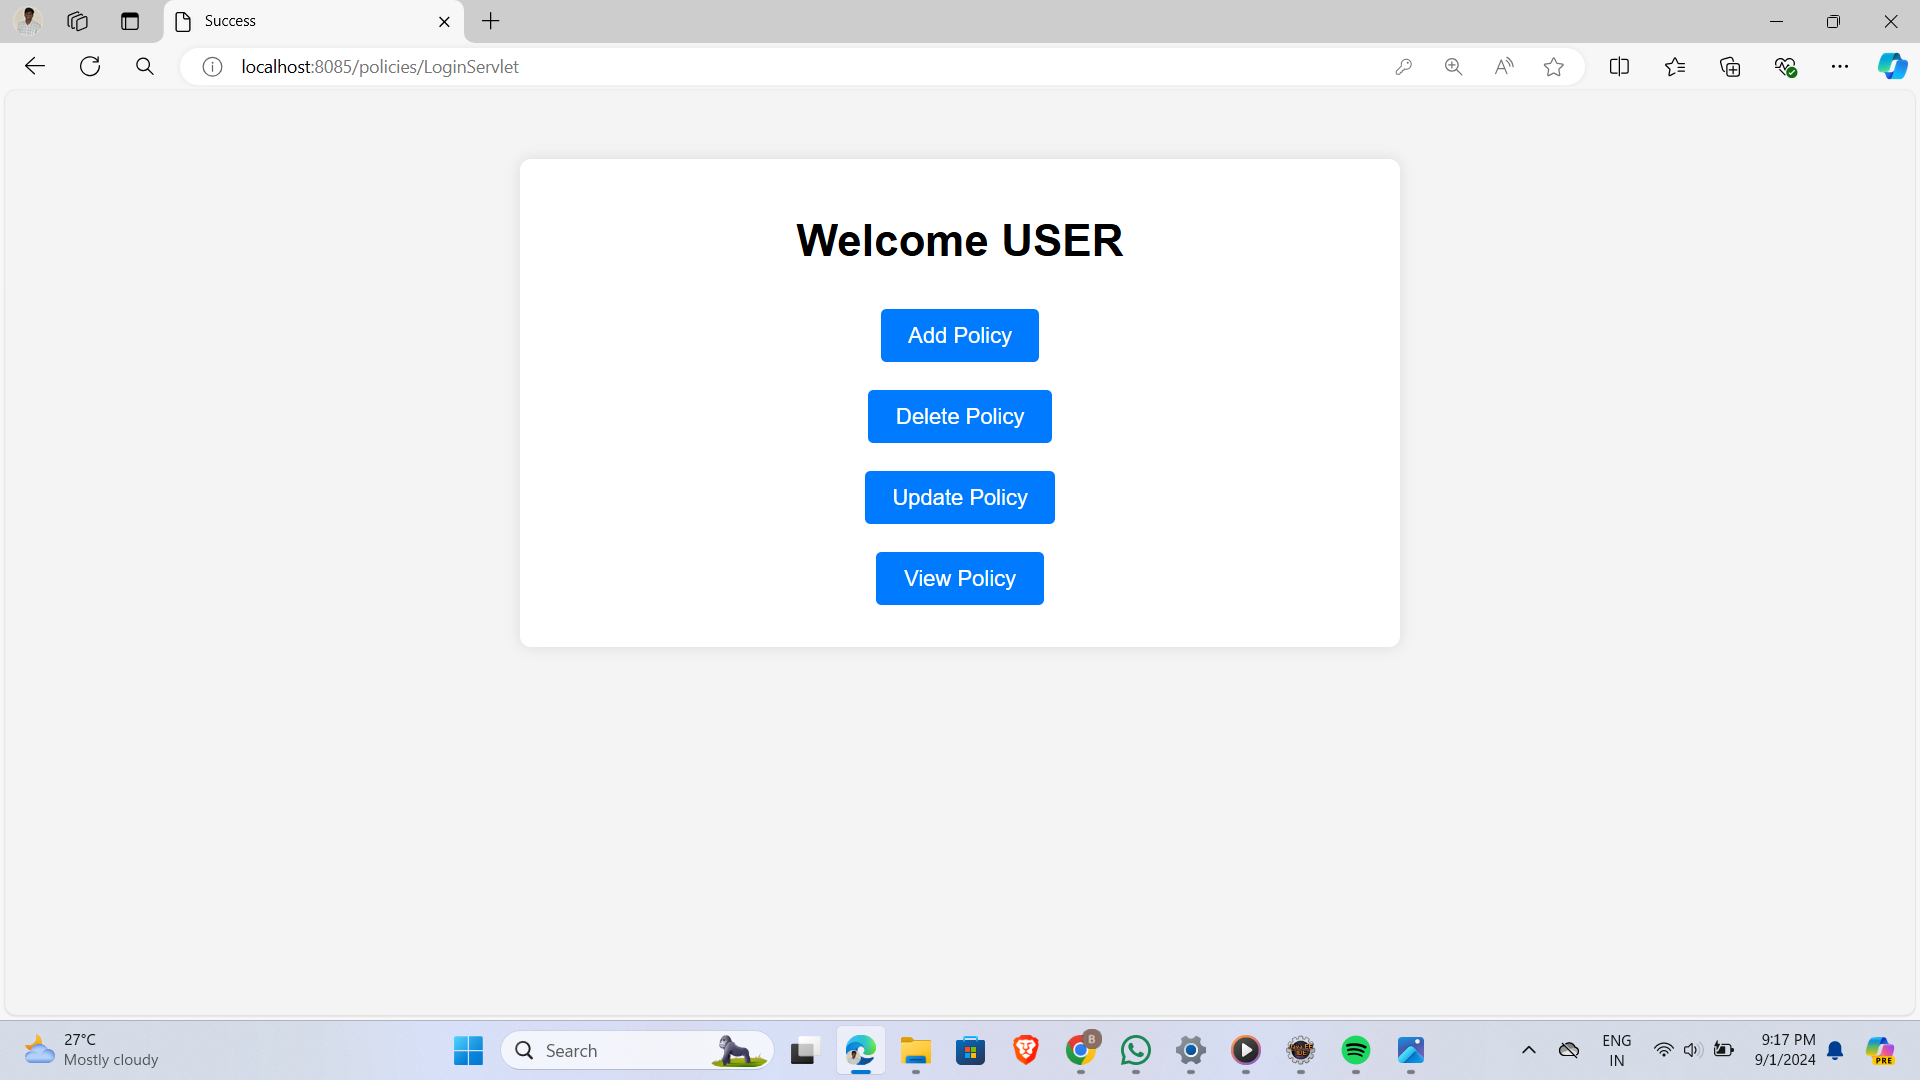 Success
localhost:8085/policies/LoginServlet
Welcome USER
Add Policy
Delete Policy
Update Policy
View Policy
27°C
Mostly cloudy
Search
B
ENG
IN
9:17 PM
9/1/2024
PRE